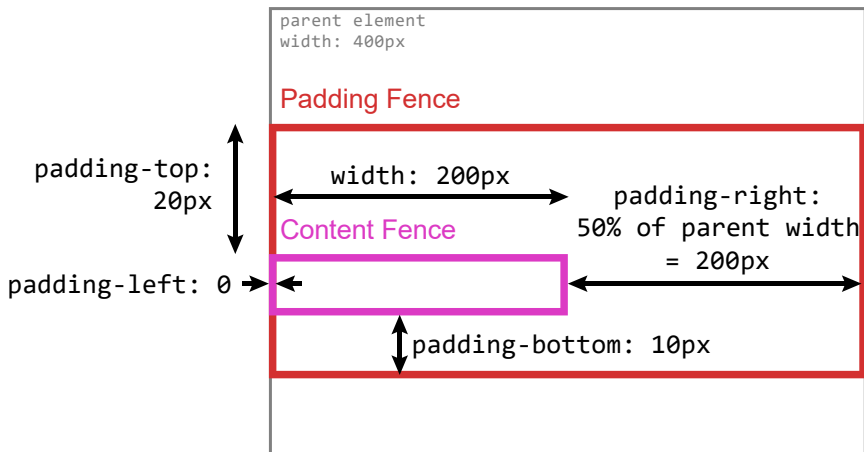 parent element
width: 400px
Padding Fence
padding-top:
20px
width: 200px
padding-right:
50% of parent width
= 200px
Content Fence
padding-left: 0
padding-bottom: 10px